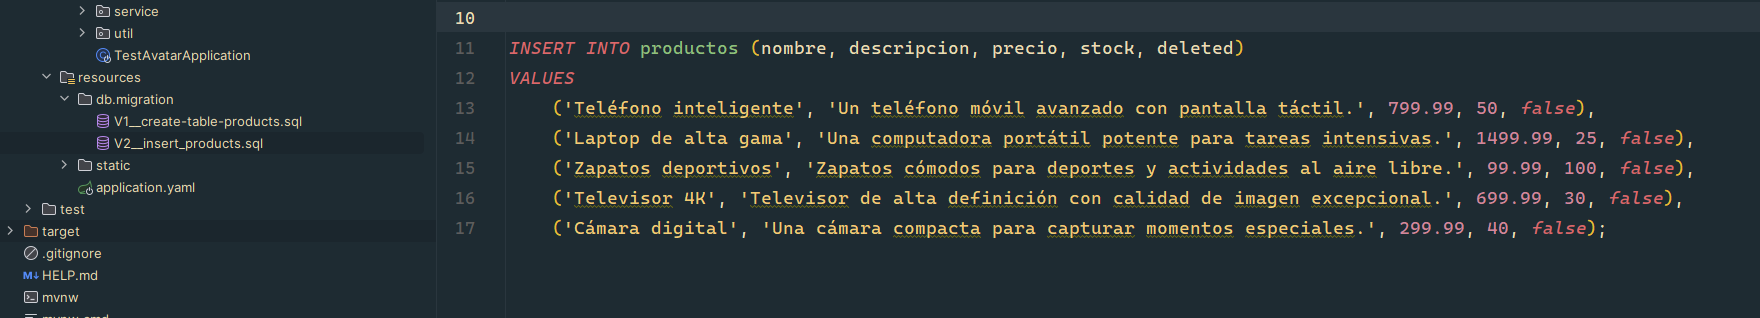 service
util
TestAvatarApplication
resources
db.migration
V1__create-table-products.sql
V2__insert_products.sql
static
application.yaml
test
target
.gitignore
M↓ HELP.md
mvnw
mvnw.cmd
10
11 INSERT INTO productos (nombre, descripcion, precio, stock, deleted)
12 VALUES
13 ('Teléfono inteligente', 'Un teléfono móvil avanzado con pantalla táctil.', 799.99, 50, false),
14 ('Laptop de alta gama', 'Una computadora portátil potente para tareas intensivas.', 1499.99, 25, false),
15 ('Zapatos deportivos', 'Zapatos cómodos para deportes y actividades al aire libre.', 99.99, 100, false),
16 ('Televisor 4K', 'Televisor de alta definición con calidad de imagen excepcional.', 699.99, 30, false),
17 ('Cámara digital', 'Una cámara compacta para capturar momentos especiales.', 299.99, 40, false);